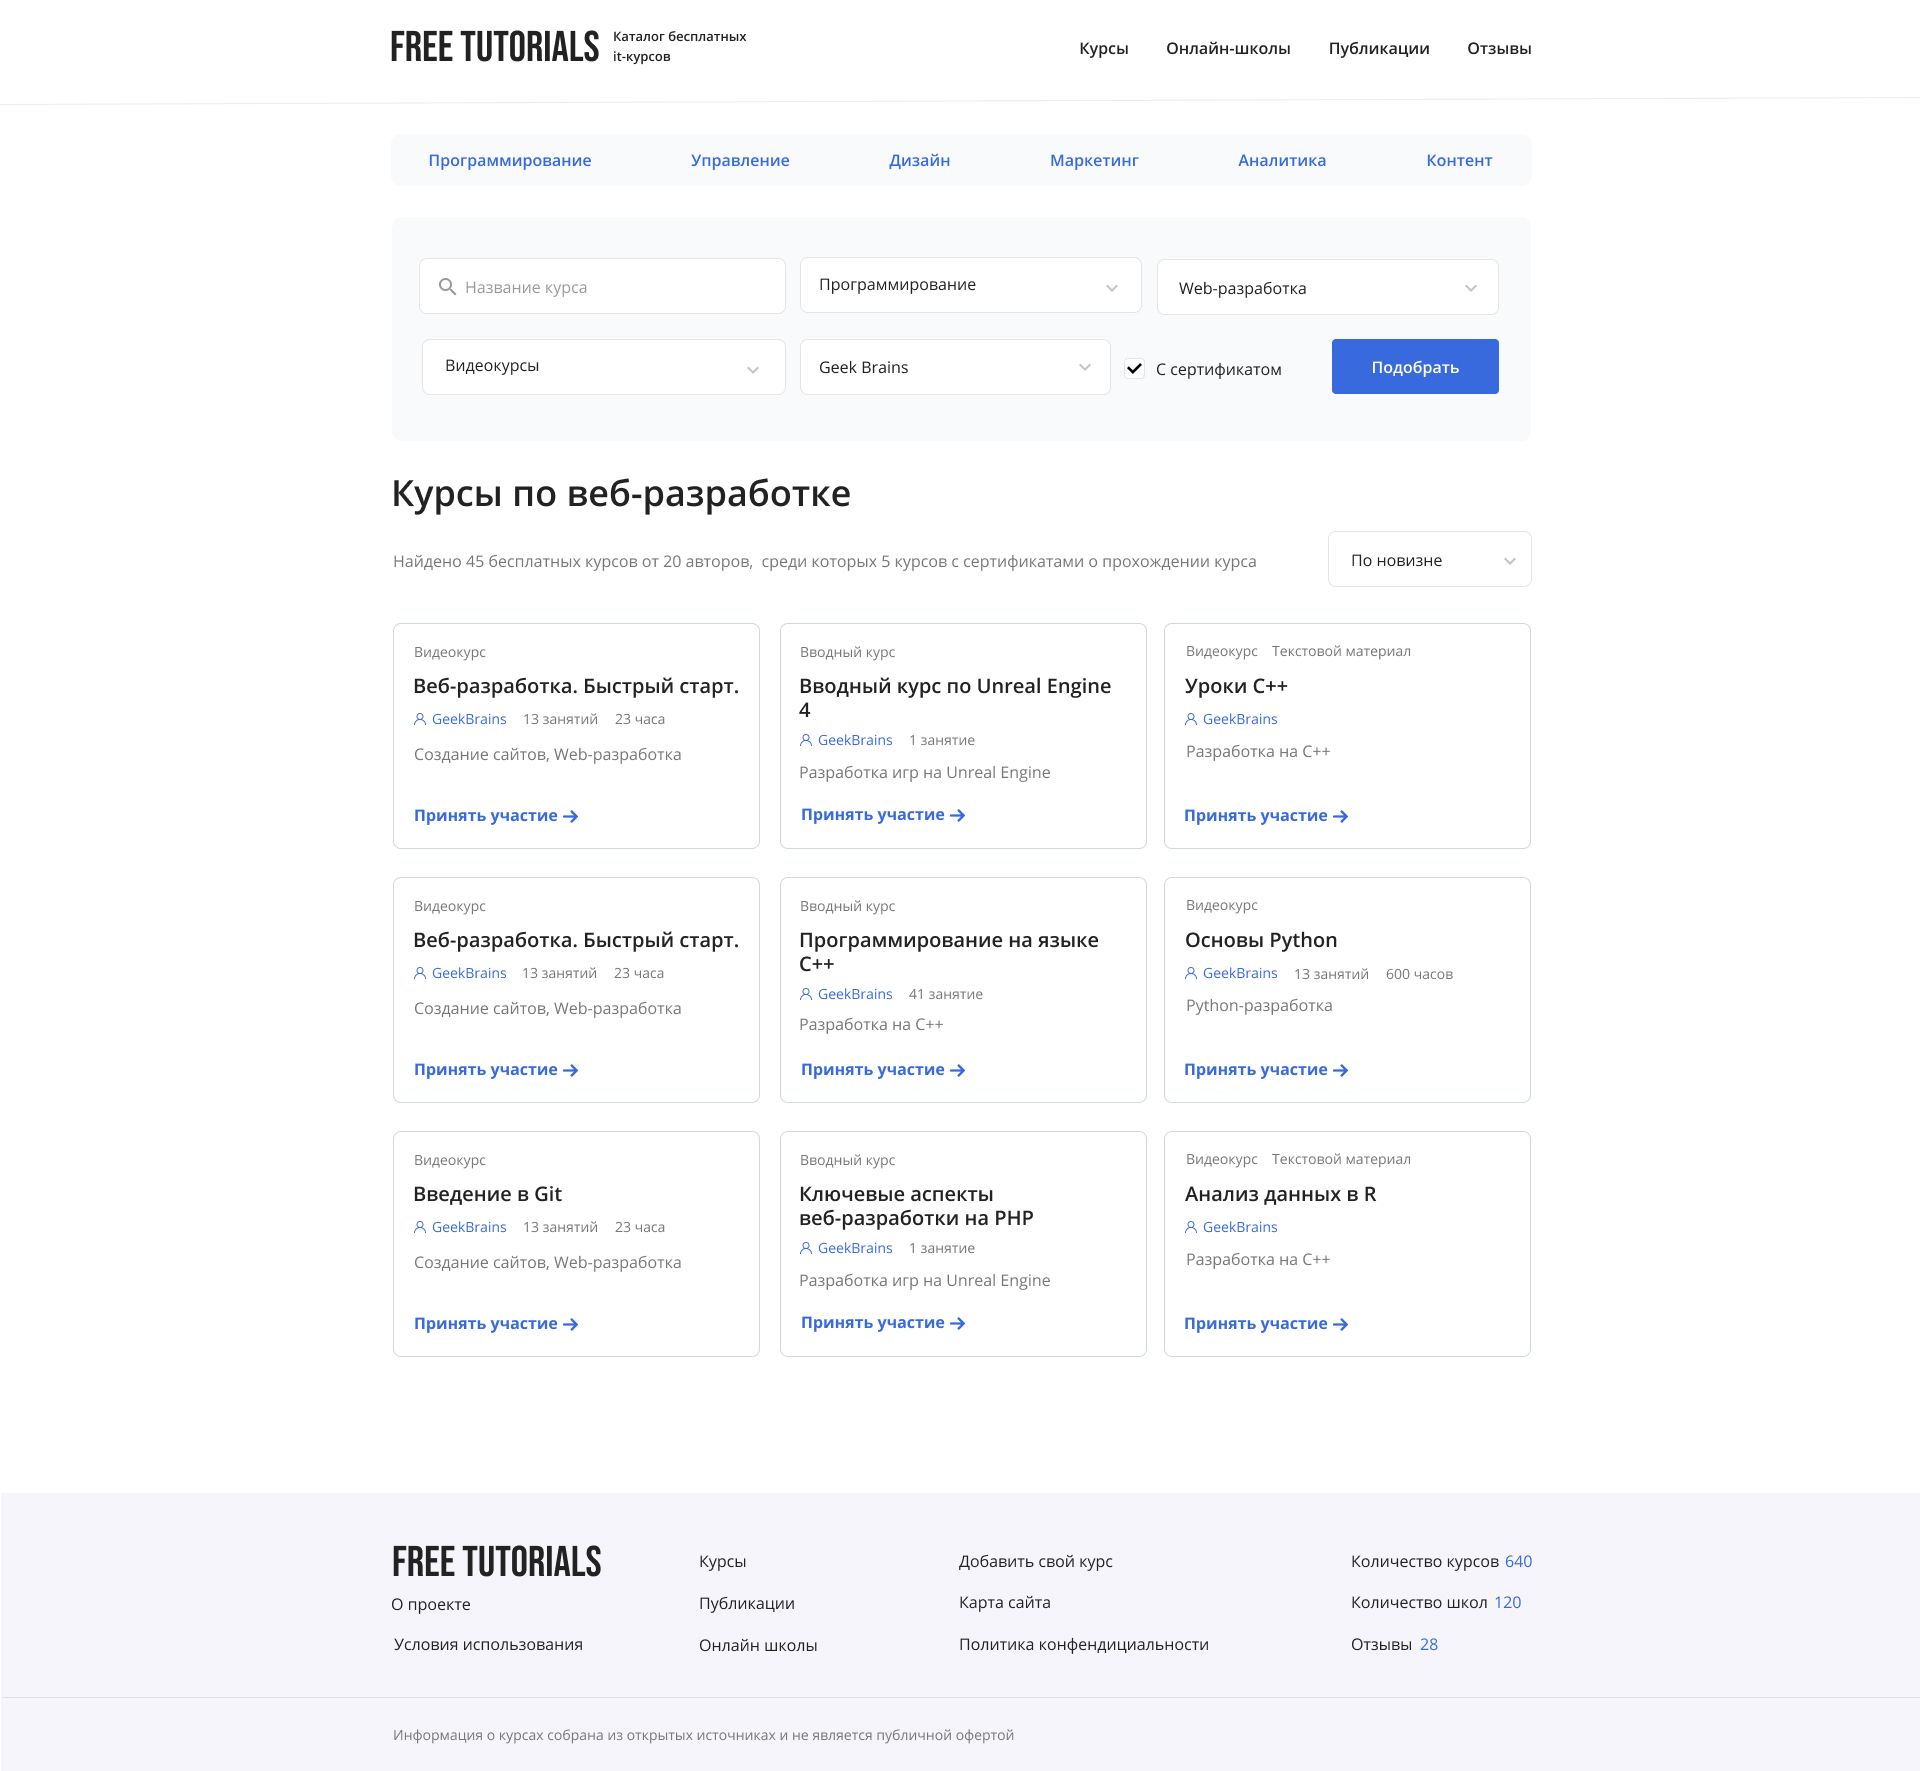 FREE TUTORIALS
Каталог бесплатных
it-курсов
Курсы Онлайн-школы Публикации Отзывы
Программирование Управление Дизайн Маркетинг Аналитика Контент
Название курса Программирование Web-разработка
Видеокурсы Geek Brains С сертификатом Подобрать
Курсы по веб-разработке
Найдено 45 бесплатных курсов от 20 авторов, среди которых 5 курсов с сертификатами о прохождении курса По новизне
Видеокурс
Веб-разработка. Быстрый старт.
GeekBrains 13 занятий 23 часа
Создание сайтов, Web-разработка
Принять участие
Вводный курс
Вводный курс по Unreal Engine
4
GeekBrains 1 занятие
Разработка игр на Unreal Engine
Принять участие
Видеокурс Текстовой материал
Уроки C++
GeekBrains
Разработка на C++
Принять участие
Видеокурс
Веб-разработка. Быстрый старт.
GeekBrains 13 занятий 23 часа
Создание сайтов, Web-разработка
Принять участие
Вводный курс
Программирование на языке
C++
GeekBrains 41 занятие
Разработка на C++
Принять участие
Видеокурс
Основы Python
GeekBrains 13 занятий 600 часов
Python-разработка
Принять участие
Видеокурс
Введение в Git
GeekBrains 13 занятий 23 часа
Создание сайтов, Web-разработка
Принять участие
Вводный курс
Ключевые аспекты
веб-разработки на PHP
GeekBrains 1 занятие
Разработка игр на Unreal Engine
Принять участие
Видеокурс Текстовой материал
Анализ данных в R
GeekBrains
Разработка на C++
Принять участие
FREE TUTORIALS
О проекте
Условия использования
Курсы
Публикации
Онлайн школы
Добавить свой курс
Карта сайта
Политика конфендициальности
Количество курсов 640
Количество школ 120
Отзывы 28
Информация о курсах собрана из открытых источниках и не является публичной офертой